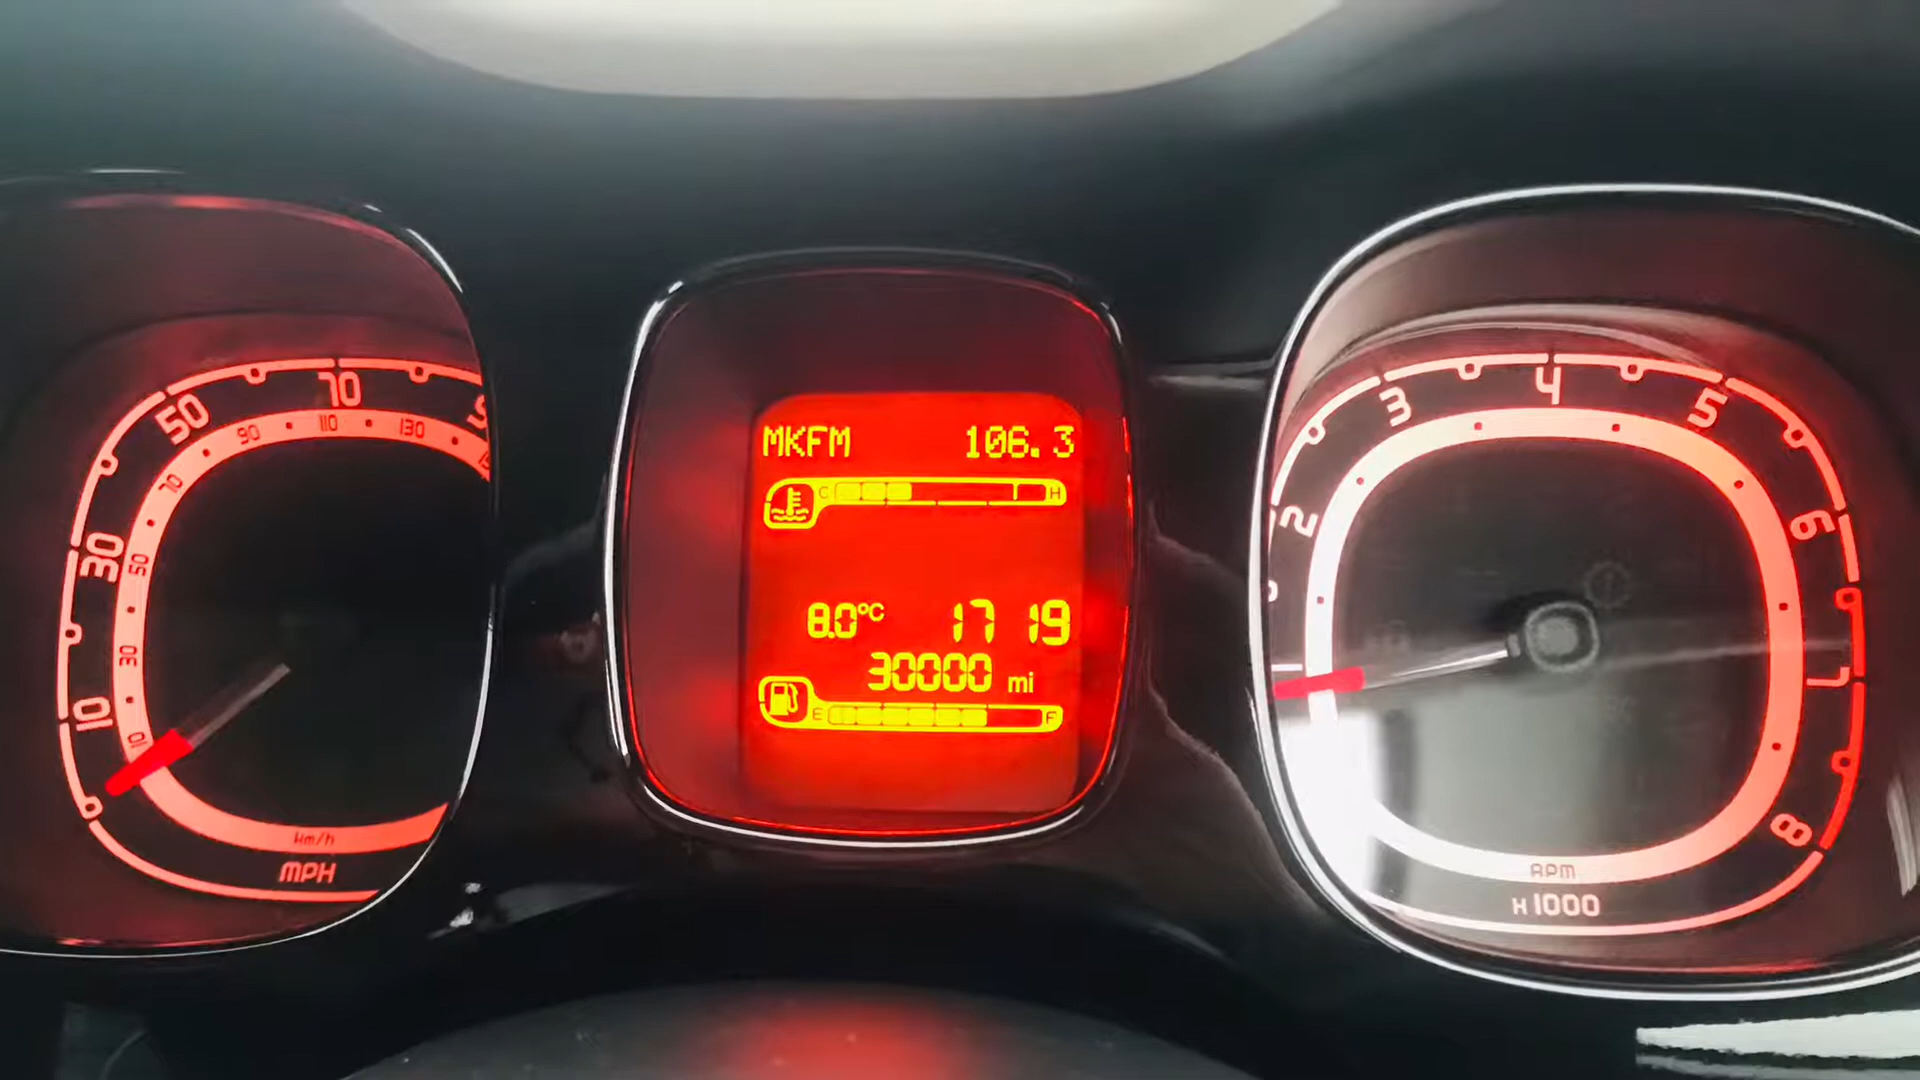 MKFM 106.3
C H
8.0°C 17 19
30000 mi
E F
10 30 50 70
10 30 50 70 90 110 130
km/h
MPH
1 2 3 4 5 6 7 8
RPM
x1000